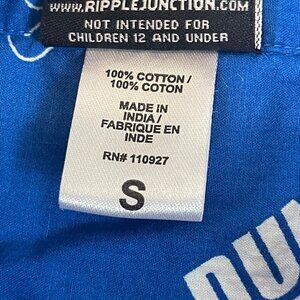 www.RIPPLEJUNCTION.COM
NOT INTENDED FOR
CHILDREN 12 AND UNDER
100% COTTON /
100% COTON
MADE IN
INDIA/
FABRIQUE EN
INDE
RN# 110927
S